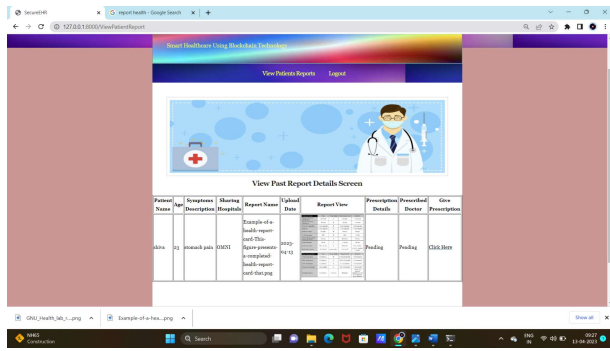 SecureEHR
report health - Google Search
127.0.0.1:6000/ViewPatientReport
Smart Healthcare Using Blockchain Technology
View Patients Reports Logout
View Past Report Details Screen
Patient Name Age Symptoms Description Sharing Hospitals Report Name Upload Date Report View Prescription Details Prescribed Doctor Give Prescription
shiva 23 stomach pain OMNI Example-of-a-health-report-card-This-figure-presents-a-completed-health-report-card-that.png 2023-04-13 Pending Pending Click Here
GNU_Health_lab_r....png
Example-of-a-hea....png
Show all
NH65
Construction
Search
ENG
IN
09:27
13-04-2023